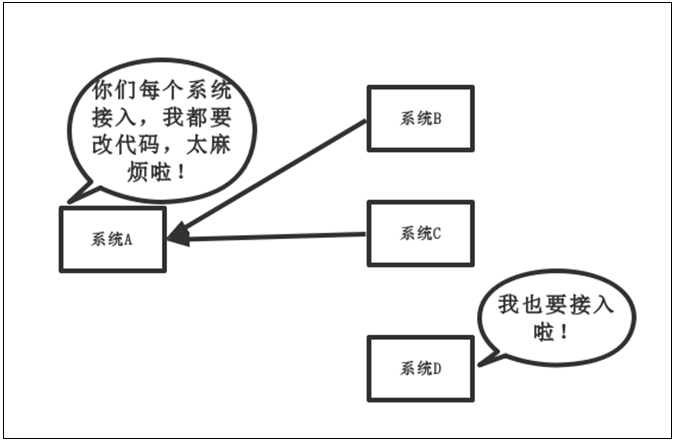 你们每个系统
接入，我都要
改代码，太麻
烦啦！
系统A
系统B
系统C
我也要接入
啦！
系统D